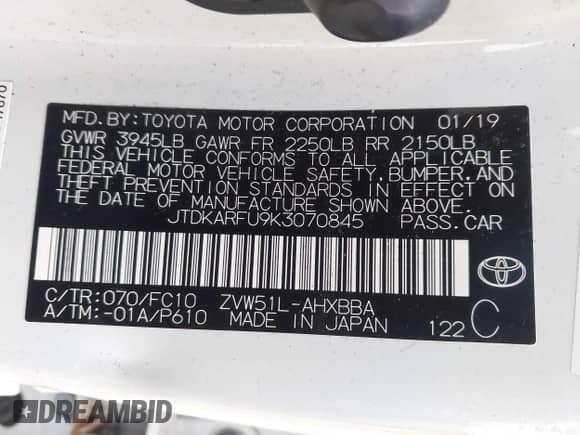 MFD. BY: TOYOTA MOTOR CORPORATION 01/19
GVWR 3945LB GAWR FR 2250LB RR 2150LB
THIS VEHICLE CONFORMS TO ALL APPLICABLE
FEDERAL MOTOR VEHICLE SAFETY, BUMPER, AND
THEFT PREVENTION STANDARDS IN EFFECT ON
THE DATE OF MANUFACTURE SHOWN ABOVE.
JTDKARFU9K3070845 PASS. CAR
C/TR: 070/FC10 ZVW51L-AHXBBA
A/TM: -01A/P610 MADE IN JAPAN 122 C
DREAMBID